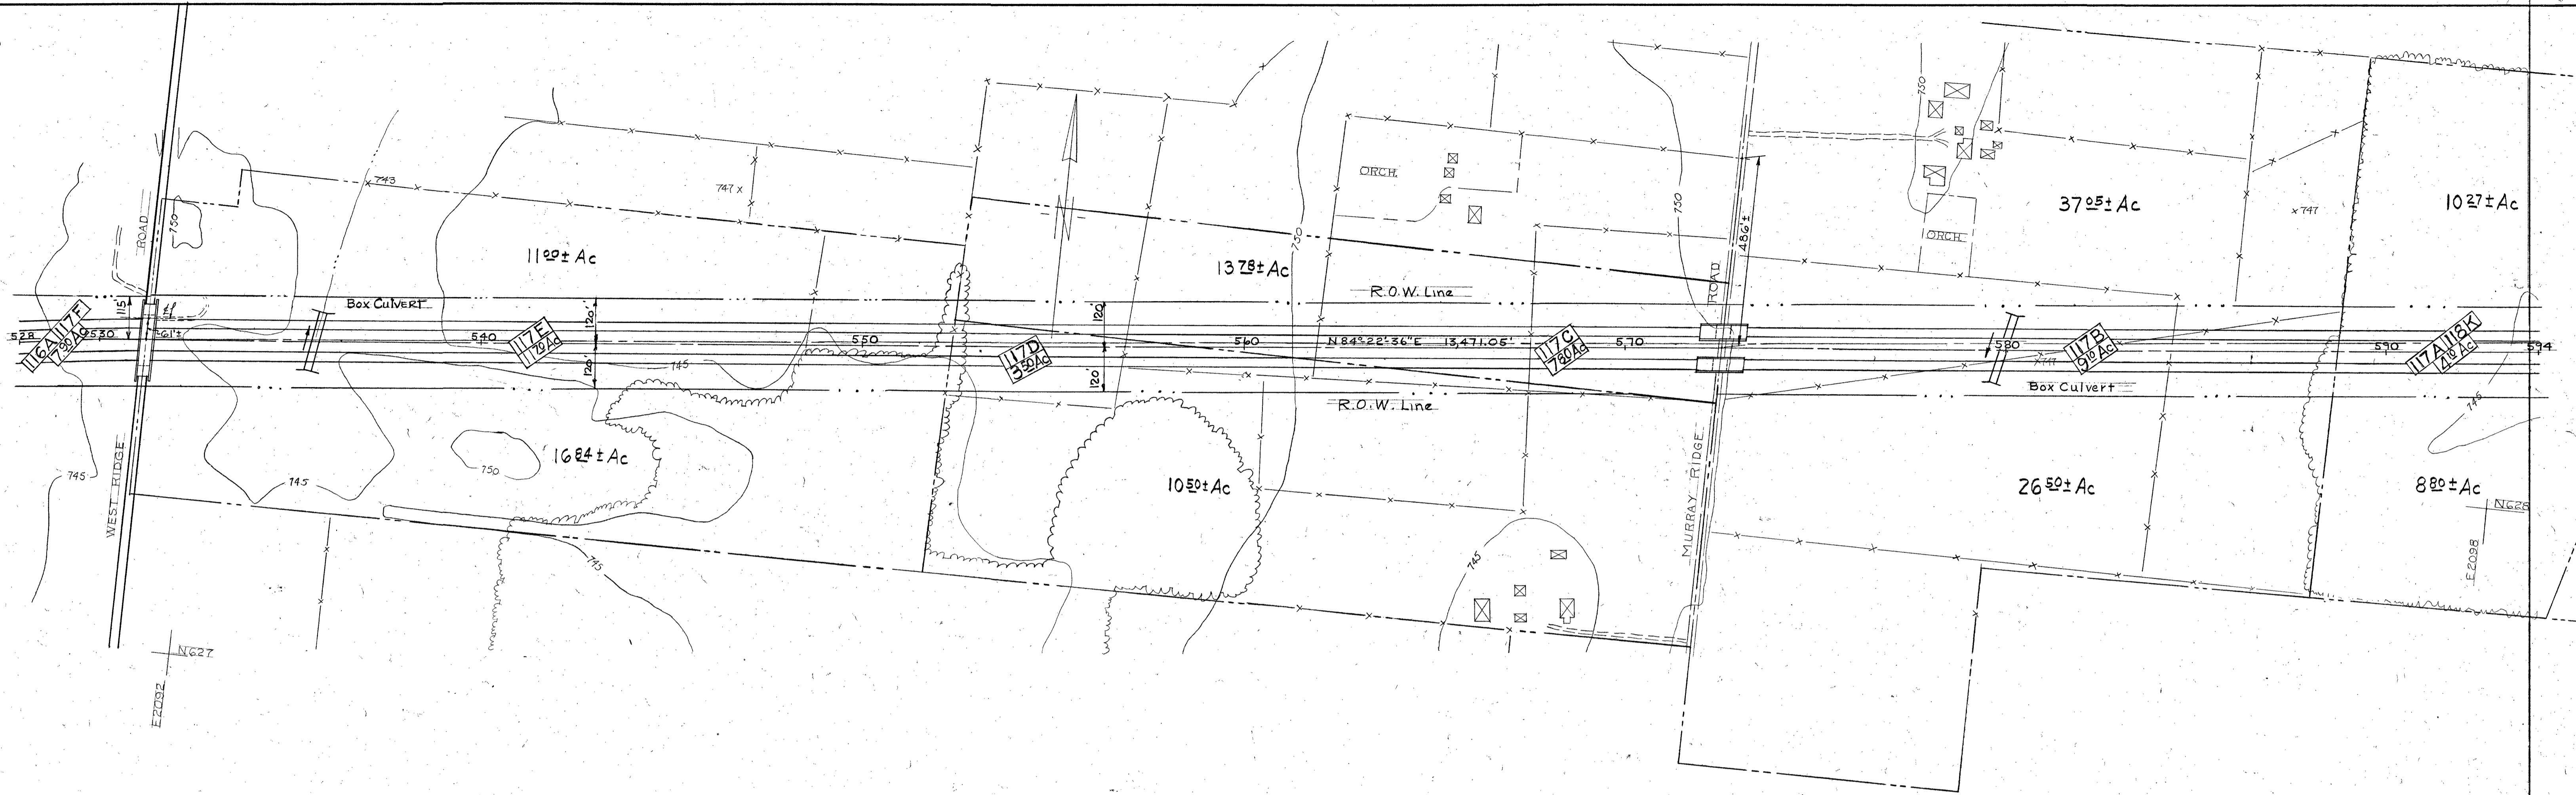 ROAD
750
115'
61'±
743
747 x
11 00± Ac
Box Culvert
120'
120'
528
116A 117F
7.90 Ac
530
540
117E
11 20 Ac
550
745
16 84± Ac
750
745
745
745
WEST RIDGE
N627
E2092
N
120'
120'
117D
3 50 Ac
13 78± Ac
750
ORCH.
R.O.W. Line
560
N 84°-22'-36" E 13,471.05'
117C
7 80 Ac
570
R.O.W. Line
10 50± Ac
745
750
486'±
ROAD
MURRAY RIDGE
750
ORCH.
37 05± Ac
x 747
10 27± Ac
580
x747
117B
9 10 Ac
Box Culvert
590
117A 118K
4 10 Ac
594
745
26 50± Ac
8 80± Ac
N628
E2098